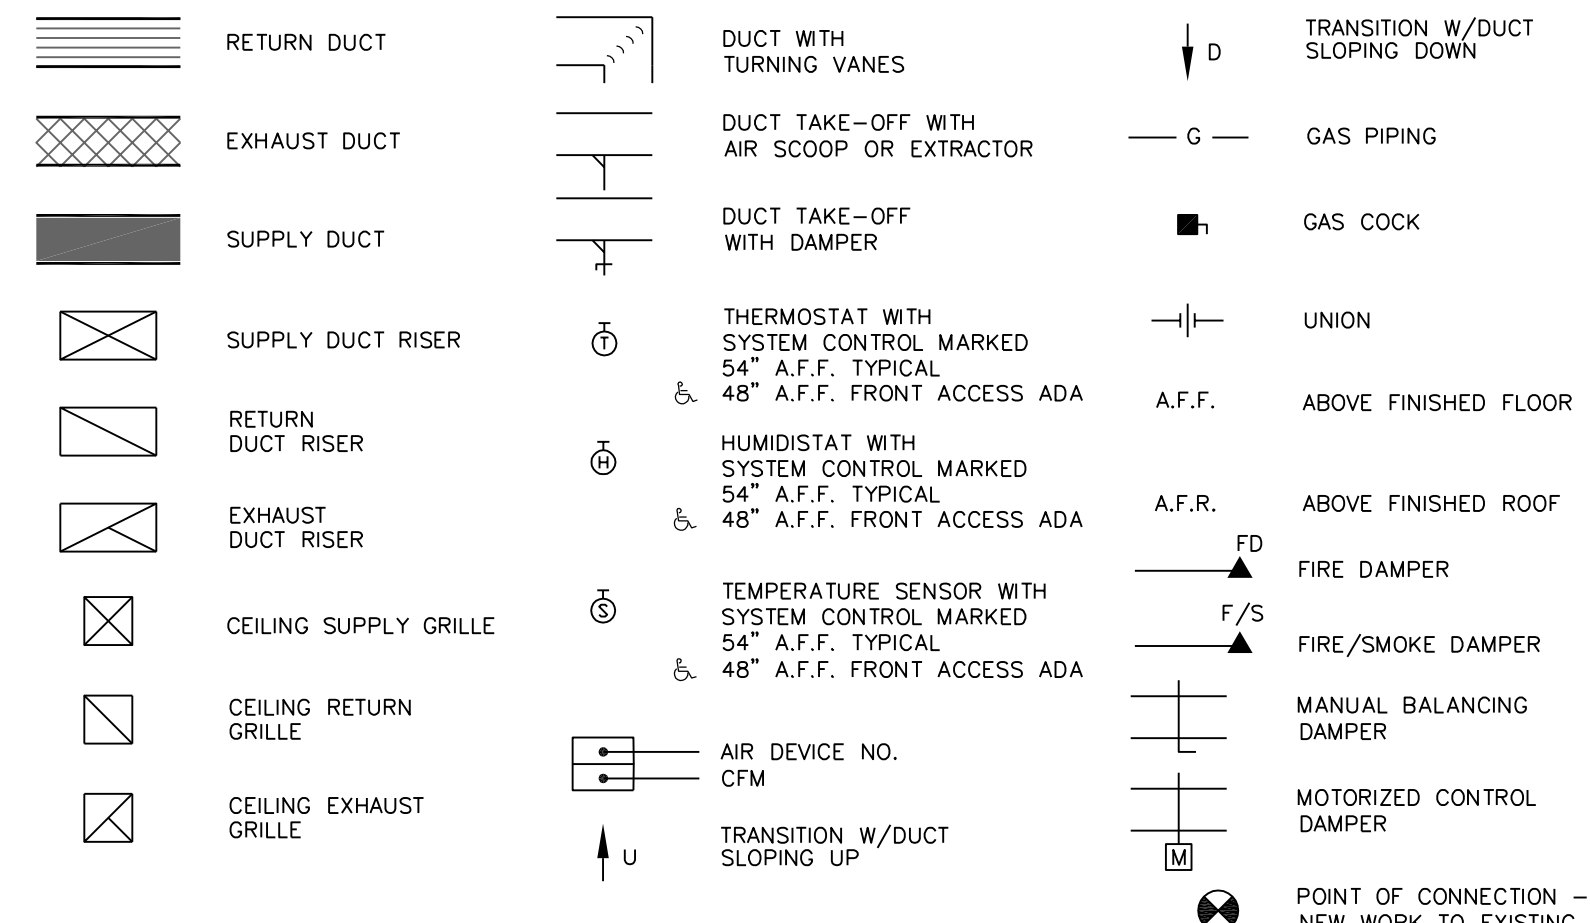 RETURN DUCT
EXHAUST DUCT
SUPPLY DUCT
SUPPLY DUCT RISER
RETURN
DUCT RISER
EXHAUST
DUCT RISER
CEILING SUPPLY GRILLE
CEILING RETURN
GRILLE
CEILING EXHAUST
GRILLE
DUCT WITH
TURNING VANES
DUCT TAKE-OFF WITH
AIR SCOOP OR EXTRACTOR
DUCT TAKE-OFF
WITH DAMPER
T
THERMOSTAT WITH
SYSTEM CONTROL MARKED
54" A.F.F. TYPICAL
48" A.F.F. FRONT ACCESS ADA
H
HUMIDISTAT WITH
SYSTEM CONTROL MARKED
54" A.F.F. TYPICAL
48" A.F.F. FRONT ACCESS ADA
S
TEMPERATURE SENSOR WITH
SYSTEM CONTROL MARKED
54" A.F.F. TYPICAL
48" A.F.F. FRONT ACCESS ADA
AIR DEVICE NO.
CFM
U
TRANSITION W/DUCT
SLOPING UP
D
TRANSITION W/DUCT
SLOPING DOWN
G
GAS PIPING
GAS COCK
UNION
A.F.F.
ABOVE FINISHED FLOOR
A.F.R.
ABOVE FINISHED ROOF
FD
FIRE DAMPER
F/S
FIRE/SMOKE DAMPER
MANUAL BALANCING
DAMPER
MOTORIZED CONTROL
DAMPER
M
POINT OF CONNECTION -
NEW WORK TO EXISTING